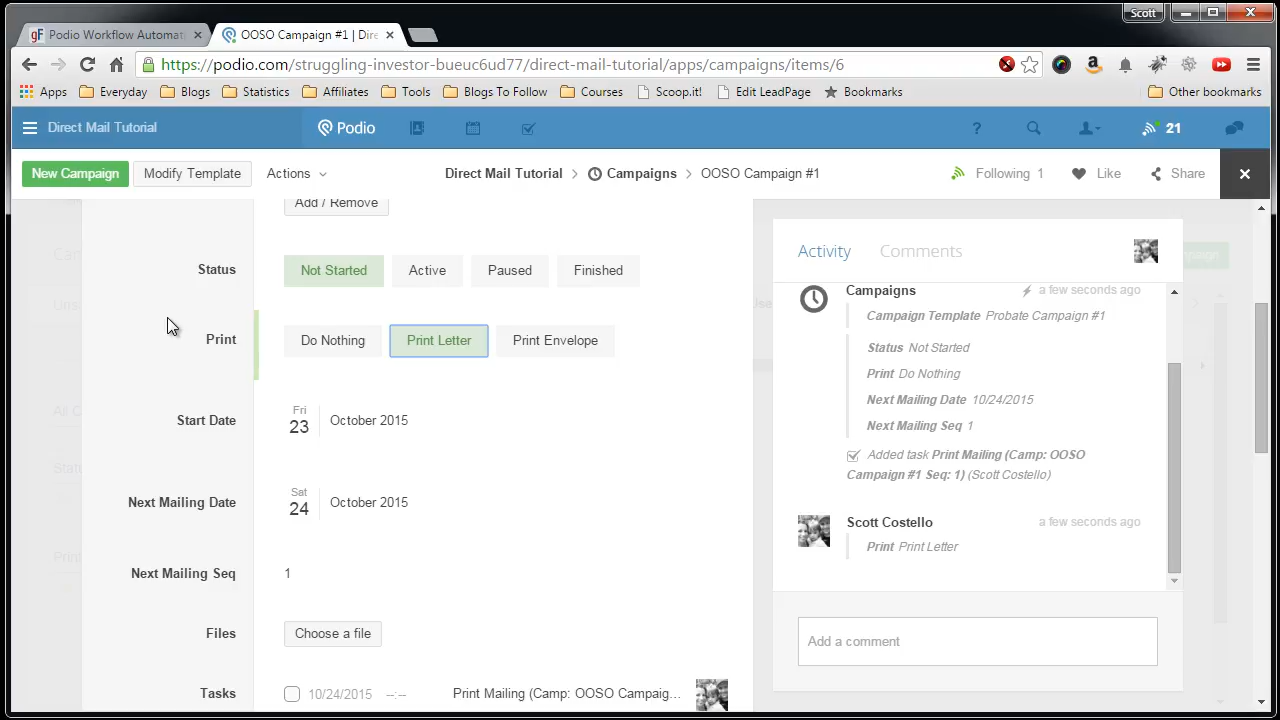 Scott
Podio Workflow Automat
OOSO Campaign #1 | Dire
https://podio.com/struggling-investor-bueuc6ud77/direct-mail-tutorial/apps/campaigns/items/6
Apps Everyday Blogs Statistics Affiliates Tools Blogs To Follow Courses Scoop.it! Edit LeadPage Bookmarks Other bookmarks
Direct Mail Tutorial Podio ? 21
New Campaign Modify Template Actions Direct Mail Tutorial > Campaigns > OOSO Campaign #1 Following 1 Like Share
Add / Remove
Status Not Started Active Paused Finished
Print Do Nothing Print Letter Print Envelope
Start Date Fri 23 October 2015
Next Mailing Date Sat 24 October 2015
Next Mailing Seq 1
Files Choose a file
Tasks 10/24/2015 --:-- Print Mailing (Camp: OOSO Campaig...
Activity Comments
Campaigns a few seconds ago
Campaign Template Probate Campaign #1
Status Not Started
Print Do Nothing
Next Mailing Date 10/24/2015
Next Mailing Seq 1
Added task Print Mailing (Camp: OOSO
Campaign #1 Seq: 1) (Scott Costello)
Scott Costello a few seconds ago
Print Print Letter
Add a comment